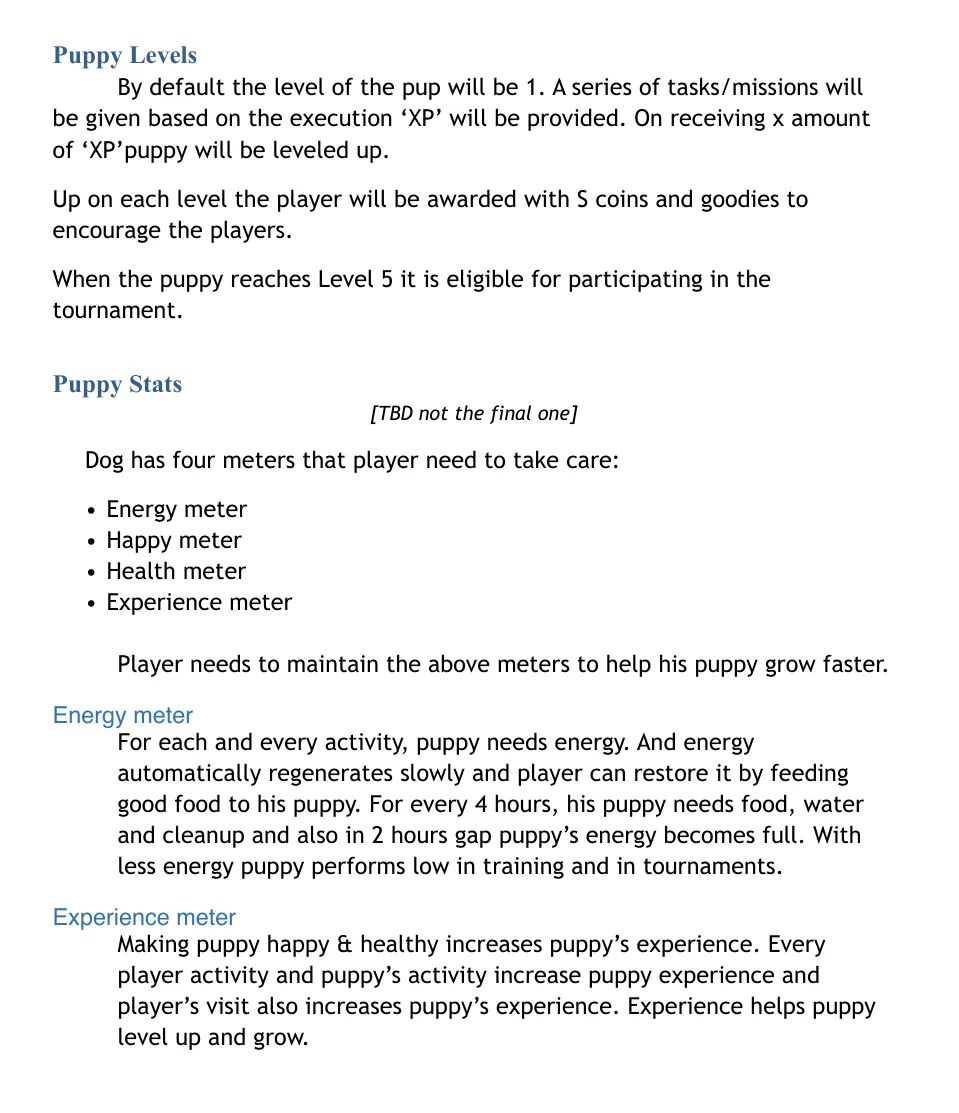 Puppy Levels
By default the level of the pup will be 1. A series of tasks/missions will
be given based on the execution ‘XP’ will be provided. On receiving x amount
of ‘XP’puppy will be leveled up.
Up on each level the player will be awarded with S coins and goodies to
encourage the players.
When the puppy reaches Level 5 it is eligible for participating in the
tournament.
Puppy Stats
[TBD not the final one]
Dog has four meters that player need to take care:
• Energy meter
• Happy meter
• Health meter
• Experience meter
Player needs to maintain the above meters to help his puppy grow faster.
Energy meter
For each and every activity, puppy needs energy. And energy
automatically regenerates slowly and player can restore it by feeding
good food to his puppy. For every 4 hours, his puppy needs food, water
and cleanup and also in 2 hours gap puppy’s energy becomes full. With
less energy puppy performs low in training and in tournaments.
Experience meter
Making puppy happy & healthy increases puppy’s experience. Every
player activity and puppy’s activity increase puppy experience and
player’s visit also increases puppy’s experience. Experience helps puppy
level up and grow.